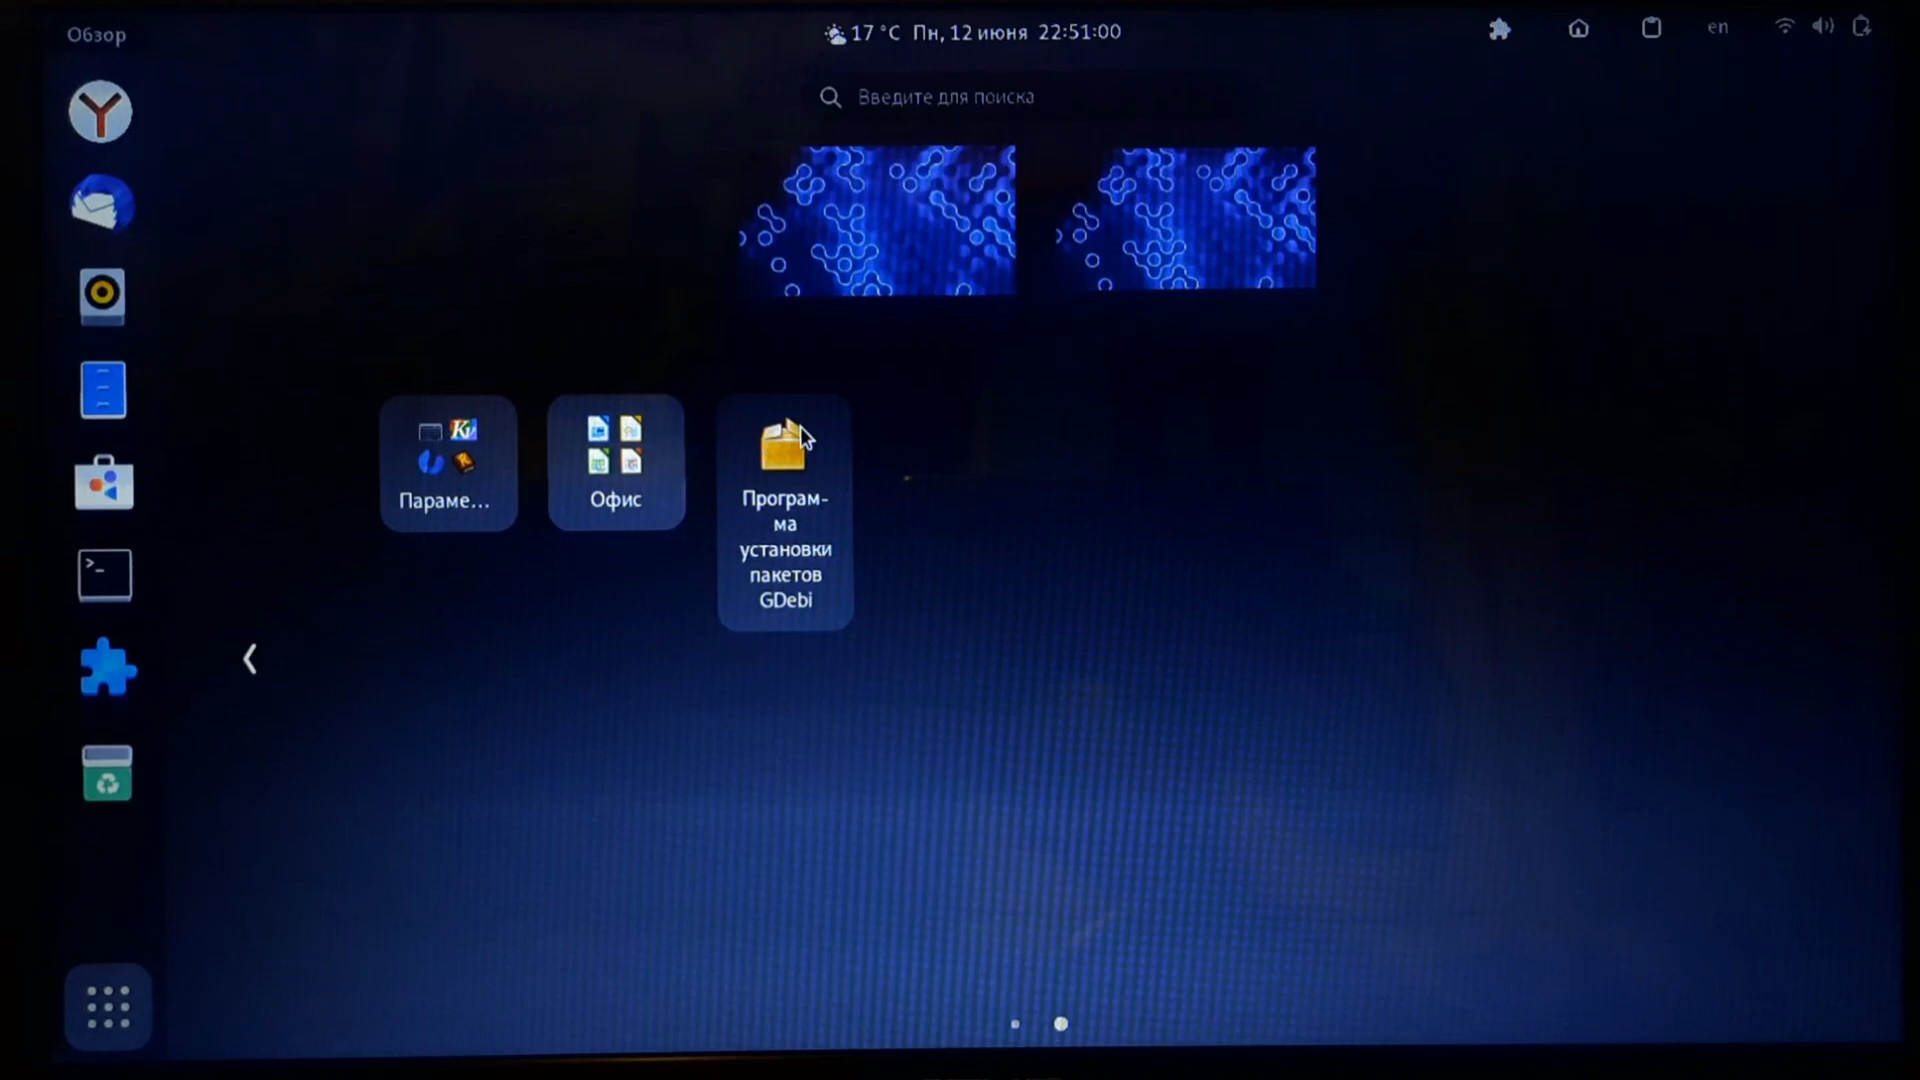 Обзор
17 °C Пн, 12 июня 22:51:00
en
Введите для поиска
Параме...
Офис
Програм-
ма
установки
пакетов
GDebi